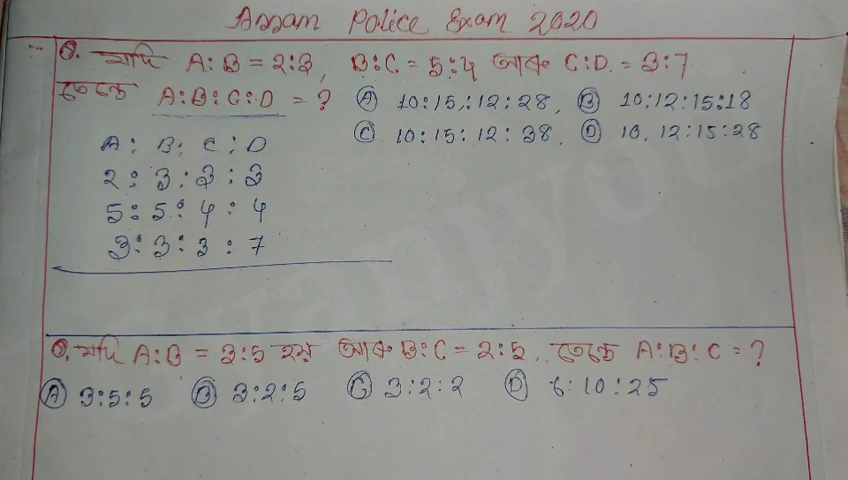 Assam Police Exam 2020
Q. যদি A:B = 2:3, B:C = 5:4 আৰু C:D. = 3:7
তেন্তে A:B:C:D = ? Ⓐ 10:15,:12:28, Ⓑ 10:12:15:18
Ⓒ 10:15:12:38, Ⓓ 10, 12:15:28
A: B: C: D
2: 3: 3: 3
5: 5: 4: 4
3: 3: 3: 7
Q. যদি A:B = 3:5 হয় আৰু B:C = 2:5, তেন্তে A:B:C = ?
Ⓐ 3:5:5 Ⓑ 3:2:5 Ⓒ 3:2:2 Ⓓ 6:10:25